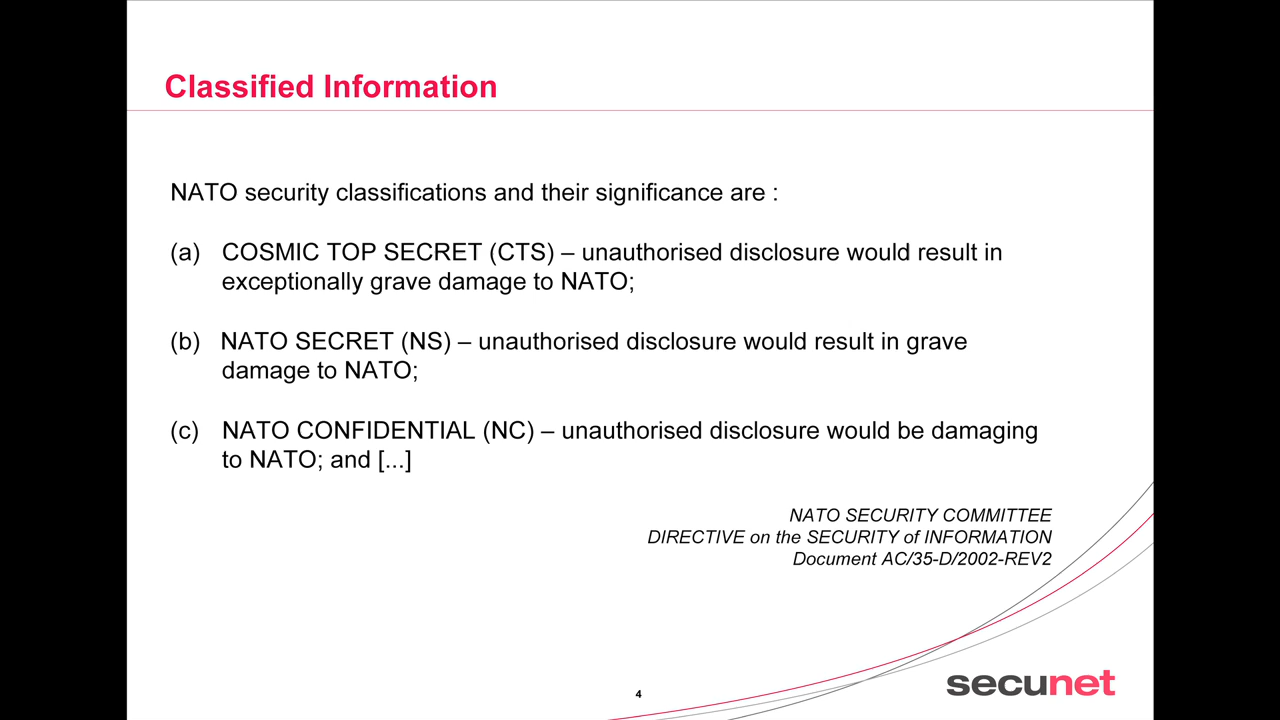 Classified Information
NATO security classifications and their significance are :
(a) COSMIC TOP SECRET (CTS) – unauthorised disclosure would result in
exceptionally grave damage to NATO;
(b) NATO SECRET (NS) – unauthorised disclosure would result in grave
damage to NATO;
(c) NATO CONFIDENTIAL (NC) – unauthorised disclosure would be damaging
to NATO; and [...]
NATO SECURITY COMMITTEE
DIRECTIVE on the SECURITY of INFORMATION
Document AC/35-D/2002-REV2
4
secunet